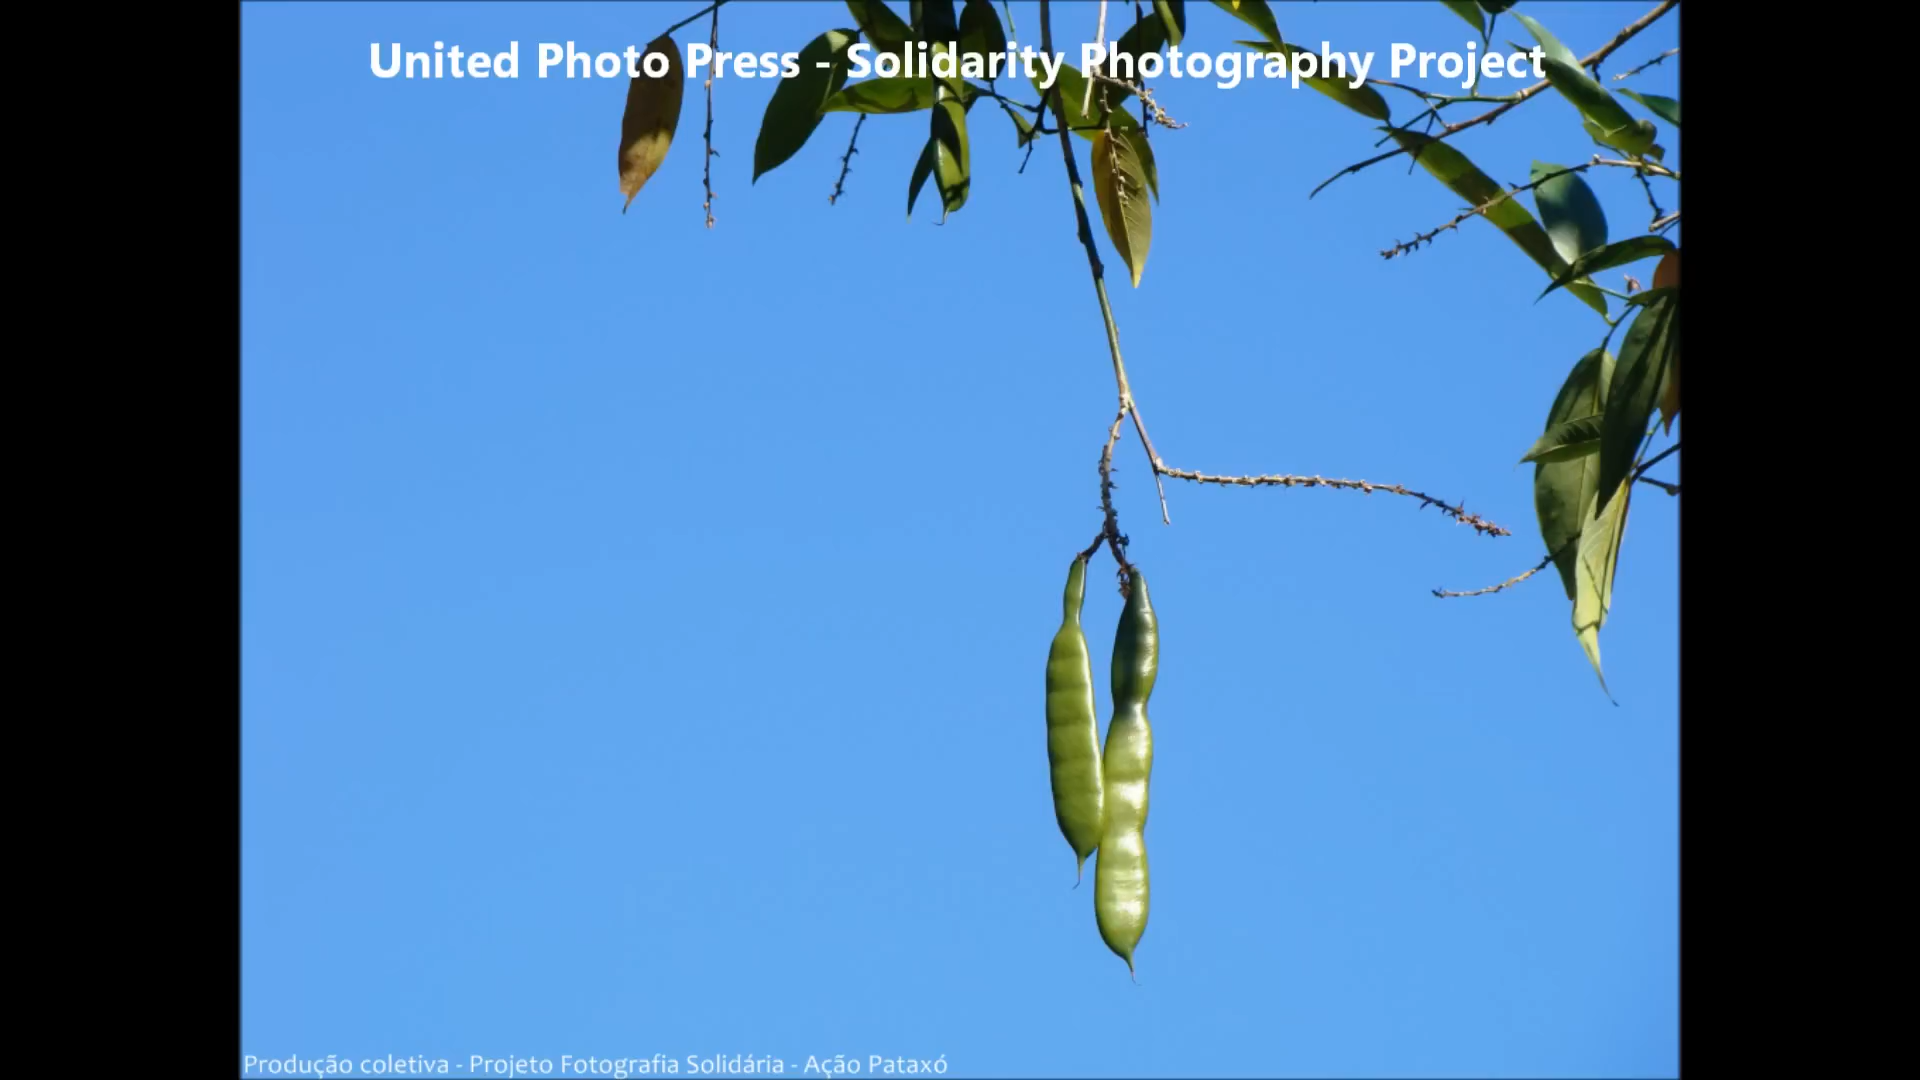 United Photo Press - Solidarity Photography Project
Produção coletiva - Projeto Fotografia Solidária - Ação Pataxó